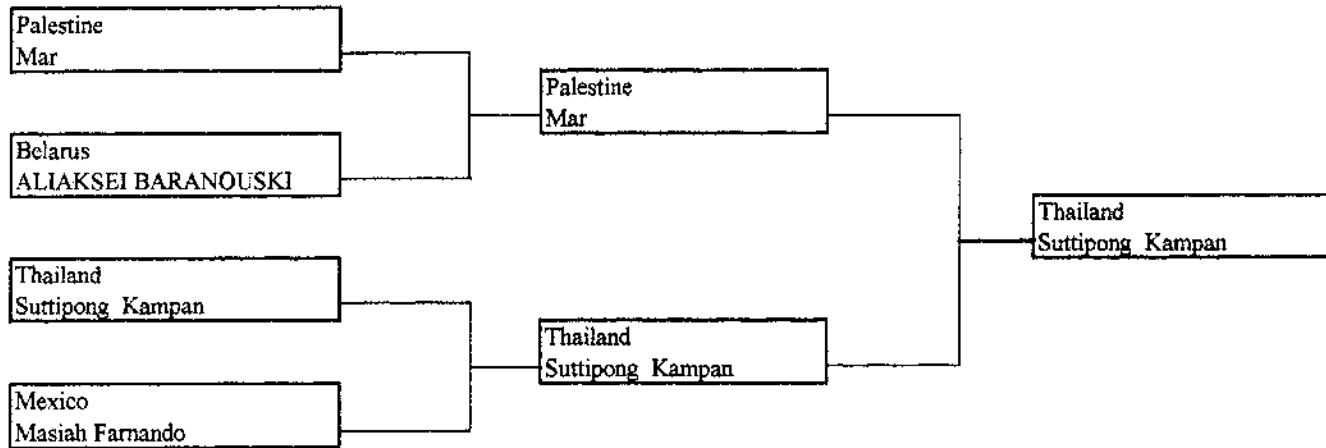 Palestine
Mar
Belarus
ALIAKSEI BARANOUSKI
Thailand
Suttipong Kampan
Mexico
Masiah Farnando
Palestine
Mar
Thailand
Suttipong Kampan
Thailand
Suttipong Kampan